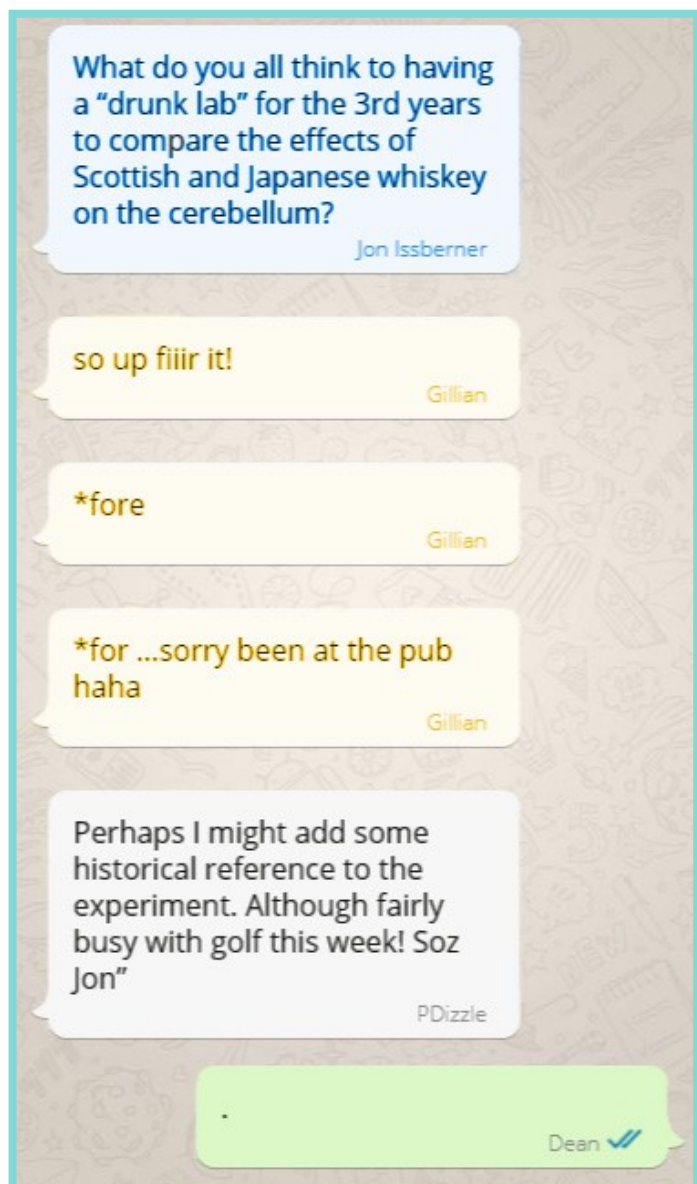 What do you all think to having
a “drunk lab” for the 3rd years
to compare the effects of
Scottish and Japanese whiskey
on the cerebellum?
Jon Issberner
so up fiiir it!
Gillian
*fore
Gillian
*for ...sorry been at the pub
haha
Gillian
Perhaps I might add some
historical reference to the
experiment. Although fairly
busy with golf this week! Soz
Jon”
PDizzle
.
Dean